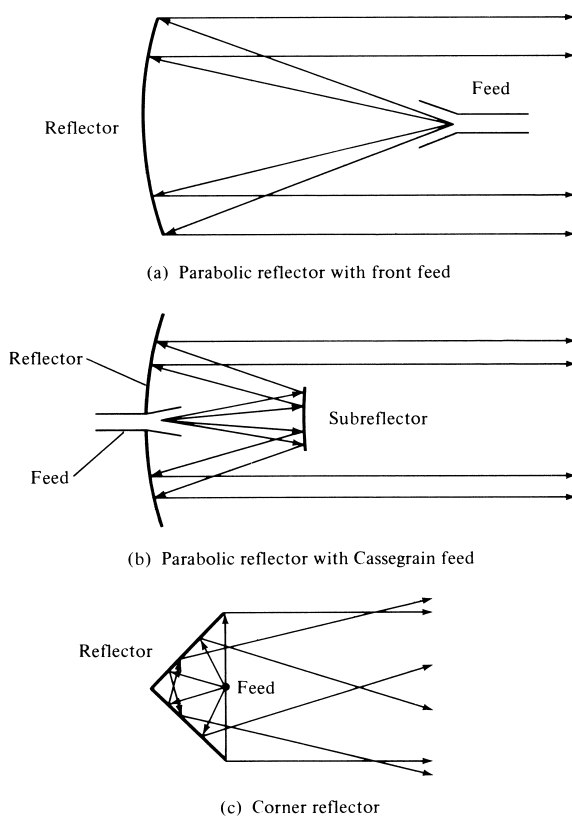 Feed
Reflector
(a) Parabolic reflector with front feed
Reflector
Subreflector
Feed
(b) Parabolic reflector with Cassegrain feed
Reflector
Feed
(c) Corner reflector